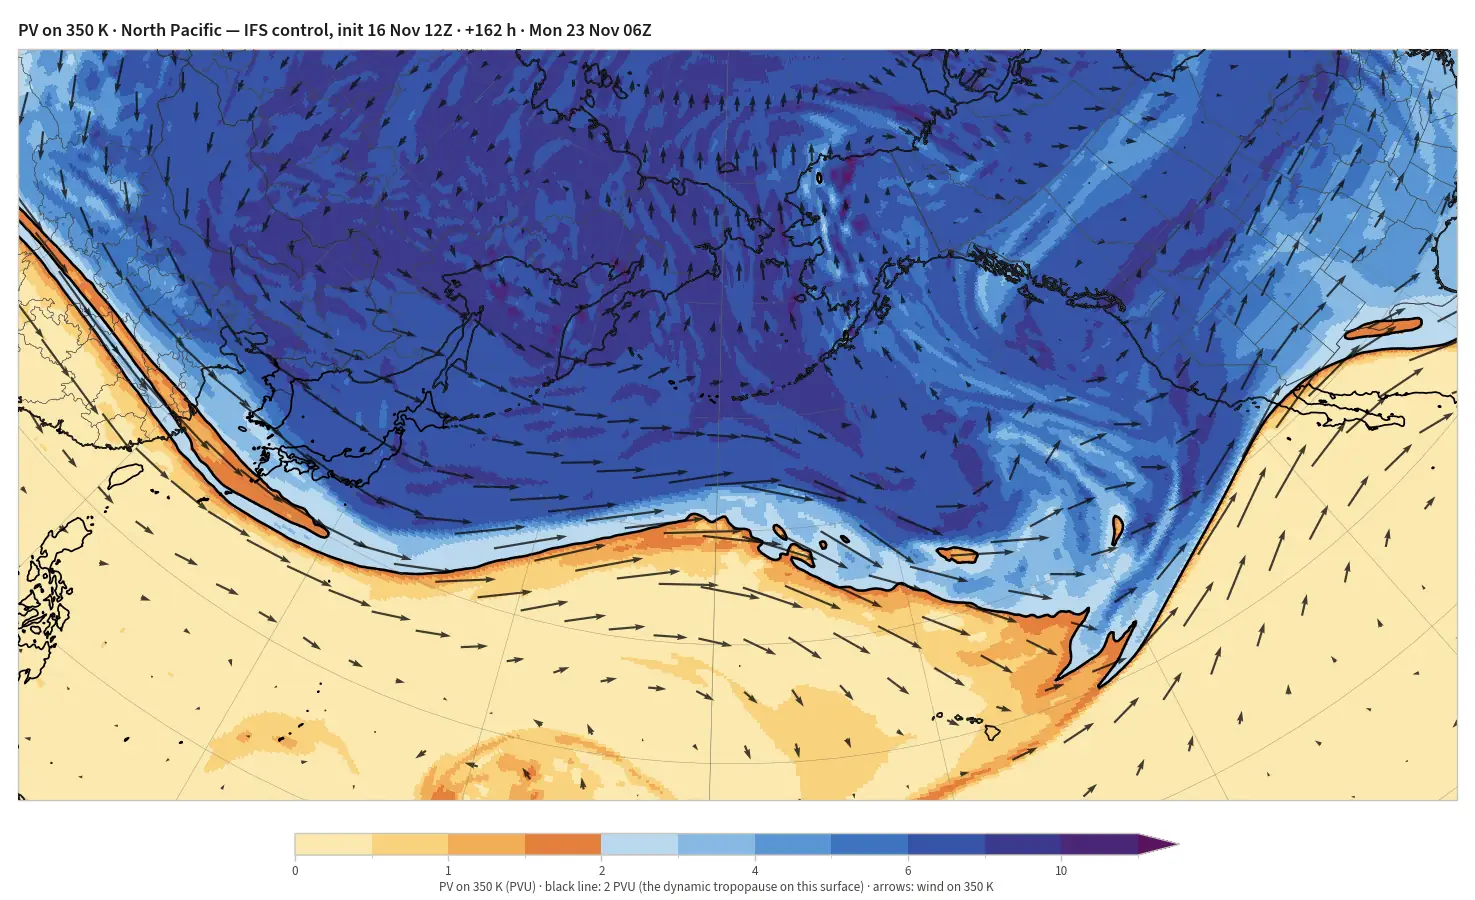 PV on 350 K · North Pacific — IFS control, init 16 Nov 12Z · +162 h · Mon 23 Nov 06Z
0 1 2 4 6 10
PV on 350 K (PVU) · black line: 2 PVU (the dynamic tropopause on this surface) · arrows: wind on 350 K